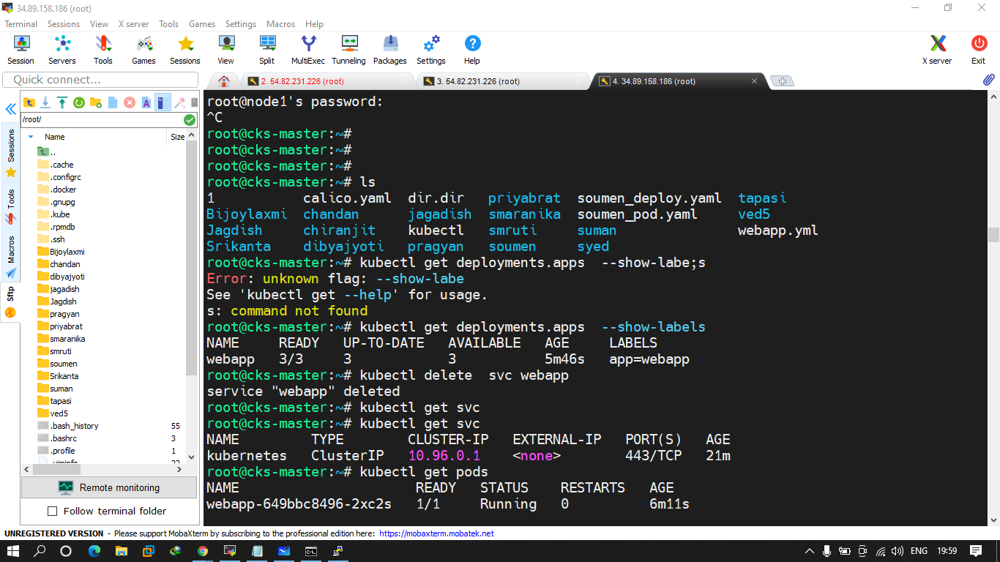 34.89.158.186 (root)
Terminal Sessions View X server Tools Games Settings Macros Help
Session Servers Tools Games Sessions View Split MultiExec Tunneling Packages Settings Help X server Exit
Quick connect... 2. 54.82.231.226 (root) 3. 54.82.231.226 (root) 4. 34.89.158.186 (root)
/root/
Name Size
Sessions
Tools
Macros
Sftp
..
.cache
.configrc
.docker
.gnupg
.kube
.rpmdb
.ssh
Bijoylaxmi
chandan
dibyajyoti
jagadish
Jagdish
pragyan
priyabrat
smaranika
smruti
soumen
Srikanta
suman
tapasi
ved5
.bash_history 55
.bashrc 3
.profile 1
.viminfo 22
Remote monitoring
Follow terminal folder
root@node1's password:
^C
root@cks-master:~#
root@cks-master:~#
root@cks-master:~#
root@cks-master:~# ls
1 calico.yaml dir.dir priyabrat soumen_deploy.yaml tapasi
Bijoylaxmi chandan jagadish smaranika soumen_pod.yaml ved5
Jagdish chiranjit kubectl smruti suman webapp.yml
Srikanta dibyajyoti pragyan soumen syed
root@cks-master:~# kubectl get deployments.apps --show-labe;s
Error: unknown flag: --show-labe
See 'kubectl get --help' for usage.
s: command not found
root@cks-master:~# kubectl get deployments.apps --show-labels
NAME READY UP-TO-DATE AVAILABLE AGE LABELS
webapp 3/3 3 3 5m46s app=webapp
root@cks-master:~# kubectl delete svc webapp
service "webapp" deleted
root@cks-master:~# kubectl get svc
root@cks-master:~# kubectl get svc
NAME TYPE CLUSTER-IP EXTERNAL-IP PORT(S) AGE
kubernetes ClusterIP 10.96.0.1 <none> 443/TCP 21m
root@cks-master:~# kubectl get pods
NAME READY STATUS RESTARTS AGE
webapp-649bbc8496-2xc2s 1/1 Running 0 6m11s
UNREGISTERED VERSION - Please support MobaXterm by subscribing to the professional edition here: https://mobaxterm.mobatek.net
ENG 19:59